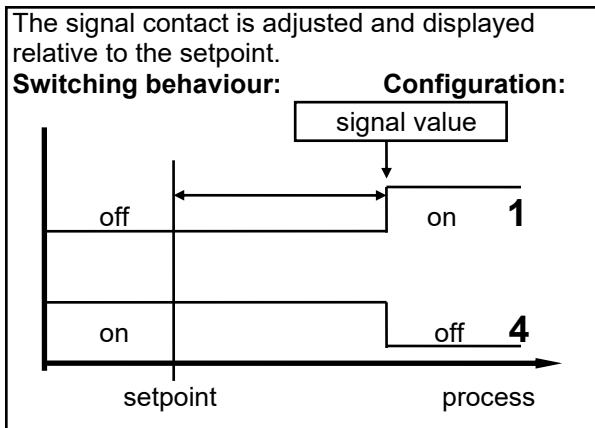 The signal contact is adjusted and displayed
relative to the setpoint.
Switching behaviour: Configuration:
signal value
off on 1
on off 4
setpoint process